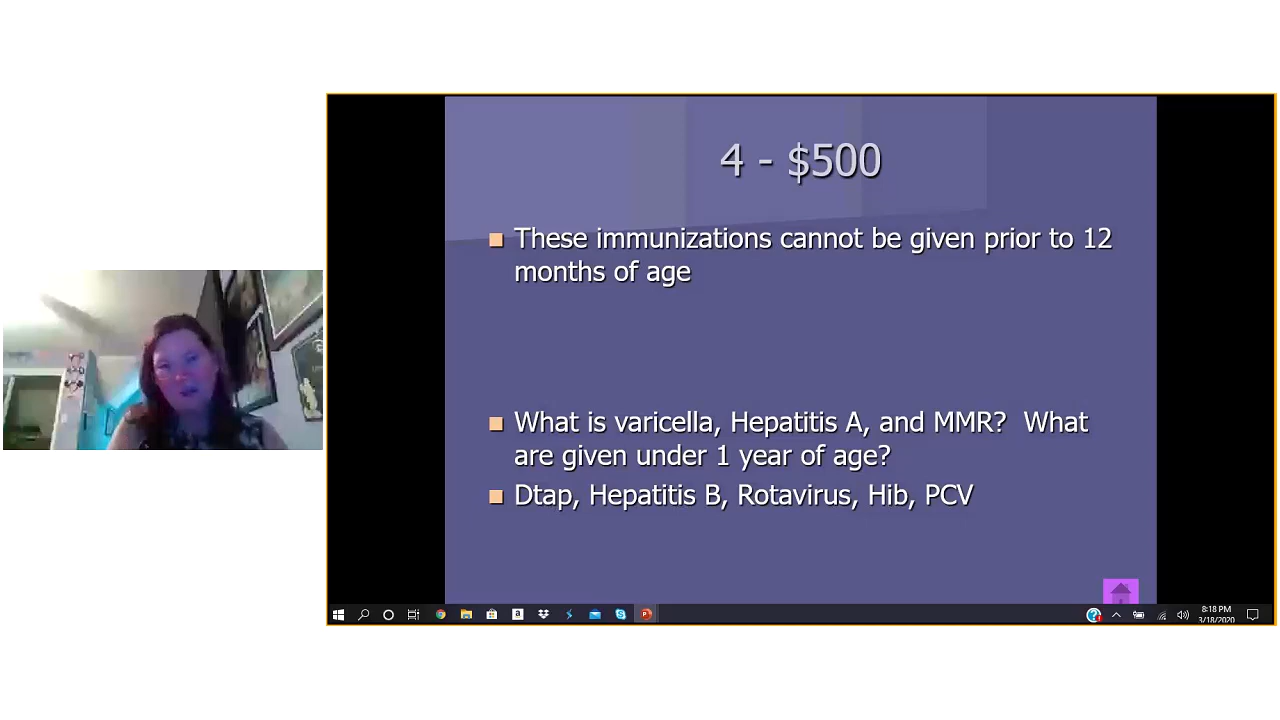 4 - $500
These immunizations cannot be given prior to 12
months of age
What is varicella, Hepatitis A, and MMR? What
are given under 1 year of age?
Dtap, Hepatitis B, Rotavirus, Hib, PCV
8:18 PM
3/18/2020